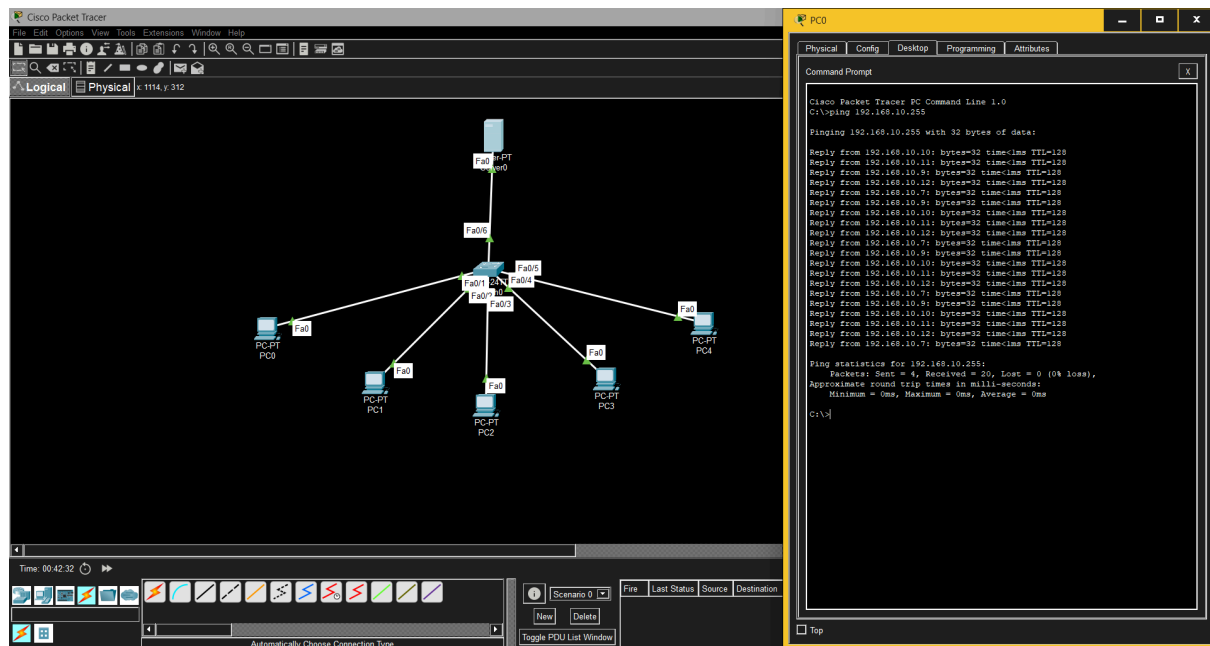 Cisco Packet Tracer
File Edit Options View Tools Extensions Window Help
Logical Physical x: 1114, y: 312
Fa0
Fa0/6
Fa0/5
Fa0/1
Fa0/4
Fa0/3
Fa0
PC-PT
PC0
Fa0
PC-PT
PC1
Fa0
PC-PT
PC2
Fa0
PC-PT
PC3
Fa0
PC-PT
PC4
Time: 00:42:32
Scenario 0
New Delete
Toggle PDU List Window
Fire Last Status Source Destination
Automatically Choose Connection Type
PC0
Physical Config Desktop Programming Attributes
Command Prompt X
Cisco Packet Tracer PC Command Line 1.0
C:\>ping 192.168.10.255
Pinging 192.168.10.255 with 32 bytes of data:
Reply from 192.168.10.10: bytes=32 time<1ms TTL=128
Reply from 192.168.10.11: bytes=32 time<1ms TTL=128
Reply from 192.168.10.9: bytes=32 time<1ms TTL=128
Reply from 192.168.10.12: bytes=32 time<1ms TTL=128
Reply from 192.168.10.7: bytes=32 time<1ms TTL=128
Reply from 192.168.10.9: bytes=32 time<1ms TTL=128
Reply from 192.168.10.10: bytes=32 time<1ms TTL=128
Reply from 192.168.10.11: bytes=32 time<1ms TTL=128
Reply from 192.168.10.12: bytes=32 time<1ms TTL=128
Reply from 192.168.10.7: bytes=32 time<1ms TTL=128
Reply from 192.168.10.9: bytes=32 time<1ms TTL=128
Reply from 192.168.10.10: bytes=32 time<1ms TTL=128
Reply from 192.168.10.11: bytes=32 time<1ms TTL=128
Reply from 192.168.10.12: bytes=32 time<1ms TTL=128
Reply from 192.168.10.7: bytes=32 time<1ms TTL=128
Reply from 192.168.10.9: bytes=32 time<1ms TTL=128
Reply from 192.168.10.10: bytes=32 time<1ms TTL=128
Reply from 192.168.10.11: bytes=32 time<1ms TTL=128
Reply from 192.168.10.12: bytes=32 time<1ms TTL=128
Reply from 192.168.10.7: bytes=32 time<1ms TTL=128
Ping statistics for 192.168.10.255:
Packets: Sent = 4, Received = 20, Lost = 0 (0% loss),
Approximate round trip times in milli-seconds:
Minimum = 0ms, Maximum = 0ms, Average = 0ms
C:\>
Top